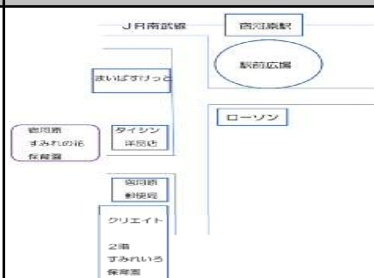 JR南武線
宿河原駅
駅前広場
まいばすけっと
ローソン
宿河原
すみれの花
保育園
タイシン
洋品店
宿河原
郵便局
クリエイト
2階
すみれいろ
保育園